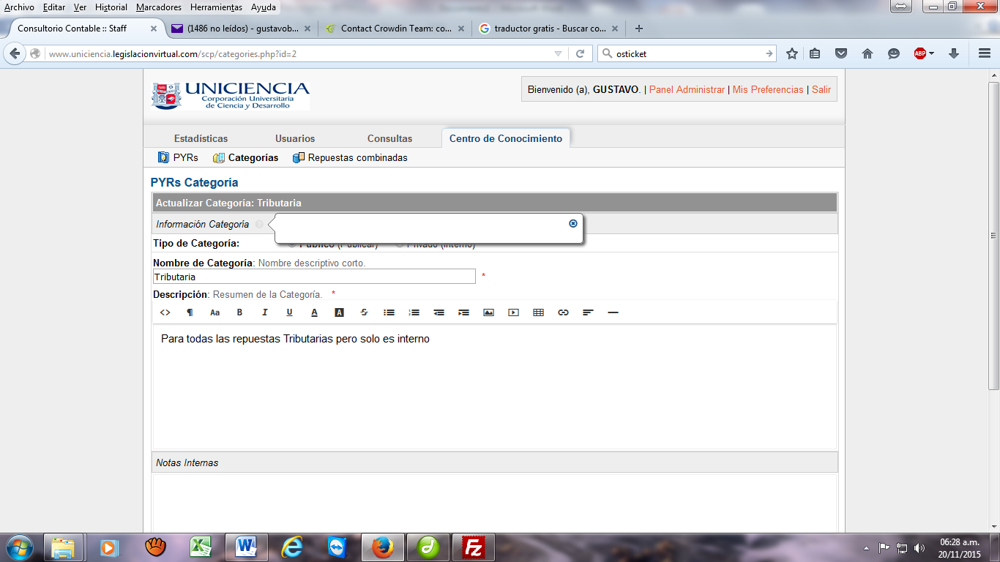 Archivo Editar Ver Historial Marcadores Herramientas Ayuda
Consultorio Contable :: Staff
(1486 no leídos) - gustavob...
Contact Crowdin Team: co...
traductor gratis - Buscar co...
www.uniciencia.legislacionvirtual.com/scp/categories.php?id=2
osticket
ABP
UNICIENCIA
Corporación Universitaria
de Ciencia y Desarrollo
Bienvenido (a), GUSTAVO. | Panel Administrar | Mis Preferencias | Salir
Estadísticas Usuarios Consultas Centro de Conocimiento
PYRs Categorías Repuestas combinadas
PYRs Categoría
Actualizar Categoría: Tributaria
Información Categoria
Tipo de Categoría: Público (Publicar) Privado (Interno)
Nombre de Categoría: Nombre descriptivo corto.
Tributaria *
Descripción: Resumen de la Categoría. *
<> ¶ Aa B I U A A S
Para todas las repuestas Tributarias pero solo es interno
Notas Internas
06:28 a.m.
20/11/2015